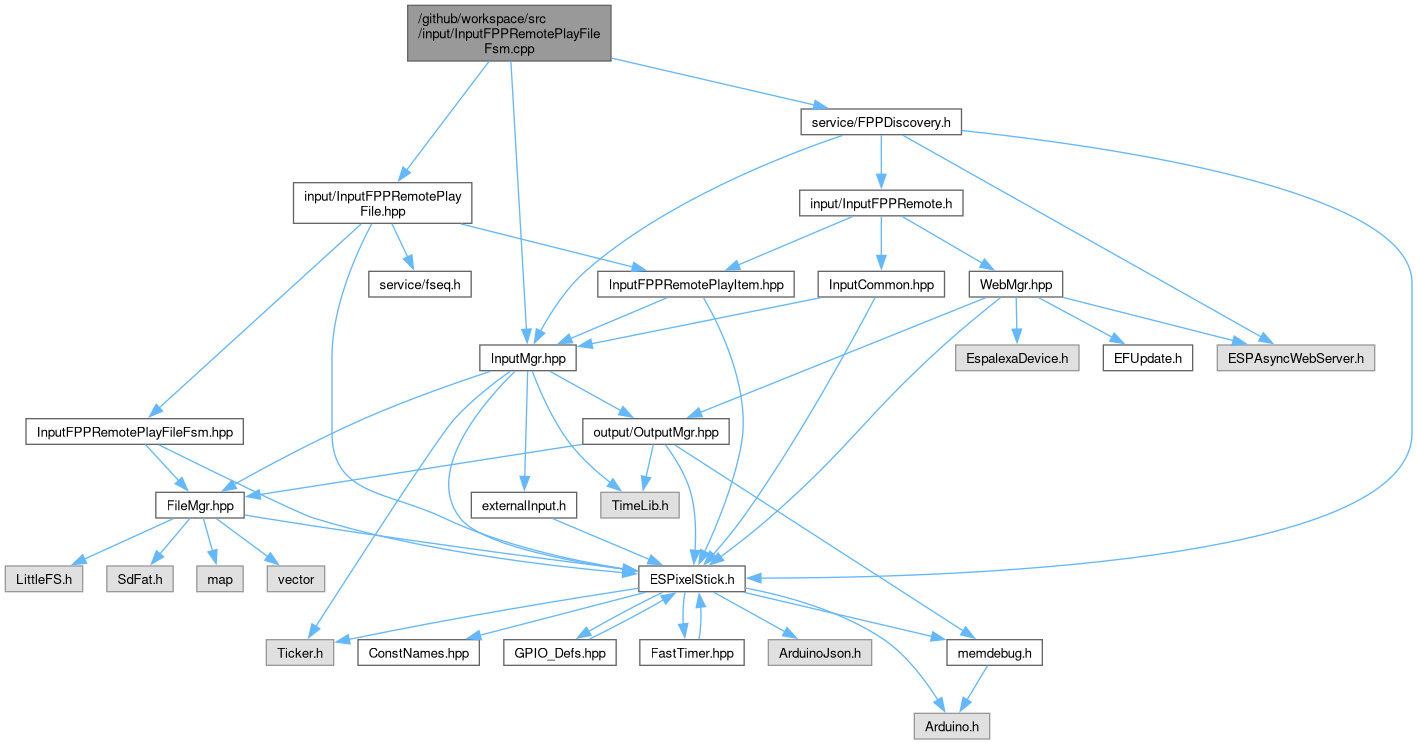 /github/workspace/src
/input/InputFPPRemotePlayFile
Fsm.cpp
service/FPPDiscovery.h
input/InputFPPRemotePlay
File.hpp
input/InputFPPRemote.h
service/fseq.h
InputFPPRemotePlayItem.hpp
InputCommon.hpp
WebMgr.hpp
InputMgr.hpp
EspalexaDevice.h
EFUpdate.h
ESPAsyncWebServer.h
InputFPPRemotePlayFileFsm.hpp
output/OutputMgr.hpp
FileMgr.hpp
externalInput.h
TimeLib.h
LittleFS.h
SdFat.h
map
vector
ESPixelStick.h
Ticker.h
ConstNames.hpp
GPIO_Defs.hpp
FastTimer.hpp
ArduinoJson.h
memdebug.h
Arduino.h